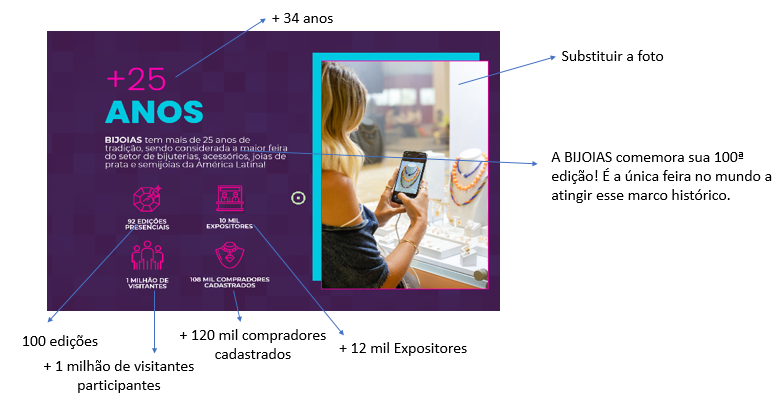 + 34 anos
+25
ANOS
BIJOIAS tem mais de 25 anos de
tradição, sendo considerada a maior feira
do setor de bijuterias, acessórios, joias de
prata e semijoias da América Latina!
92 EDIÇÕES
PRESENCIAIS
10 MIL
EXPOSITORES
1 MILHÃO DE
VISITANTES
108 MIL COMPRADORES
CADASTRADOS
Substituir a foto
A BIJOIAS comemora sua 100ª
edição! É a única feira no mundo a
atingir esse marco histórico.
100 edições
+ 1 milhão de visitantes
participantes
+ 120 mil compradores
cadastrados
+ 12 mil Expositores